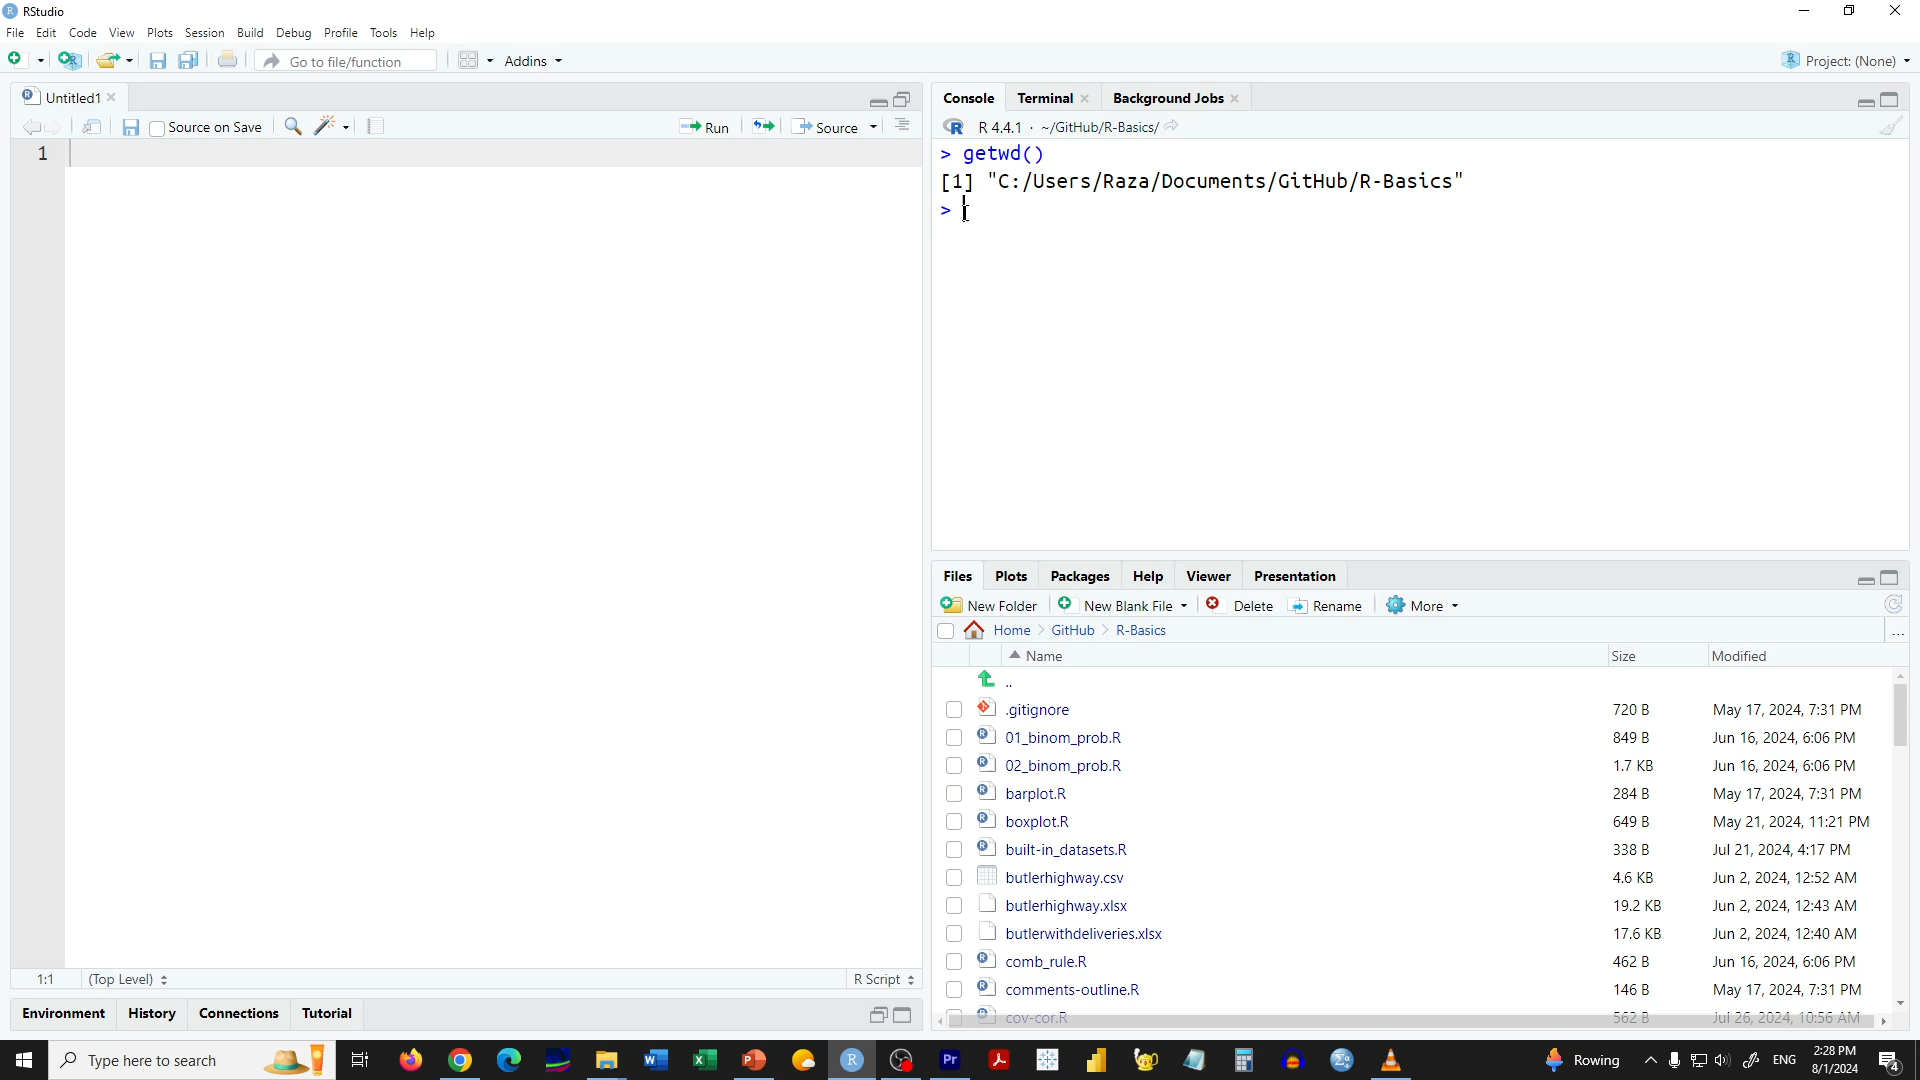 RStudio
File Edit Code View Plots Session Build Debug Profile Tools Help
Go to file/function Addins Project: (None)
Untitled1
Source on Save Run Source
1
1:1 (Top Level) R Script
Environment History Connections Tutorial
Console Terminal Background Jobs
R 4.4.1 · ~/GitHub/R-Basics/
> getwd()
[1] "C:/Users/Raza/Documents/GitHub/R-Basics"
>
Files Plots Packages Help Viewer Presentation
New Folder New Blank File Delete Rename More
Home GitHub R-Basics ...
Name Size Modified
..
.gitignore 720 B May 17, 2024, 7:31 PM
01_binom_prob.R 849 B Jun 16, 2024, 6:06 PM
02_binom_prob.R 1.7 KB Jun 16, 2024, 6:06 PM
barplot.R 284 B May 17, 2024, 7:31 PM
boxplot.R 649 B May 21, 2024, 11:21 PM
built-in_datasets.R 338 B Jul 21, 2024, 4:17 PM
butlerhighway.csv 4.6 KB Jun 2, 2024, 12:52 AM
butlerhighway.xlsx 19.2 KB Jun 2, 2024, 12:43 AM
butlerwithdeliveries.xlsx 17.6 KB Jun 2, 2024, 12:40 AM
comb_rule.R 462 B Jun 16, 2024, 6:06 PM
comments-outline.R 146 B May 17, 2024, 7:31 PM
cov-cor.R 562 B Jul 26, 2024, 10:56 AM
Type here to search Rowing ENG 2:28 PM
8/1/2024 4